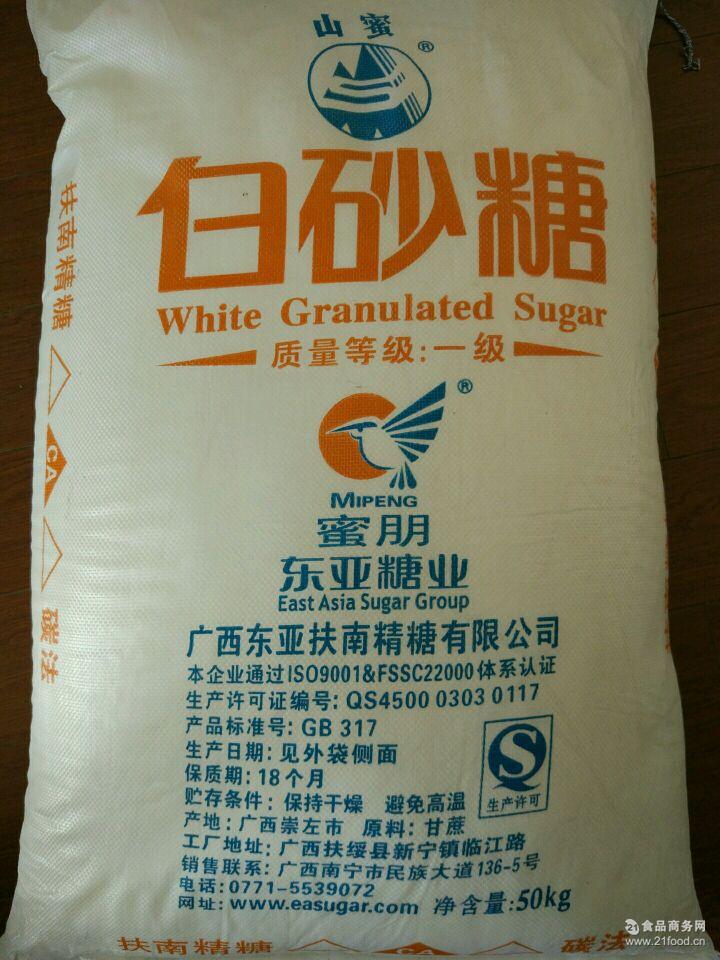 山蜜
®
白砂糖
White Granulated Sugar
质量等级:一级
®
MIPENG
蜜朋
东亚糖业
East Asia Sugar Group
广西东亚扶南精糖有限公司
本企业通过ISO9001&FSSC22000体系认证
生产许可证编号: QS4500 0303 0117
产品标准号: GB 317
生产日期: 见外袋侧面
保质期: 18个月
贮存条件: 保持干燥 避免高温
产地: 广西崇左市 原料: 甘蔗
工厂地址: 广西扶绥县新宁镇临江路
销售联系: 广西南宁市民族大道136-5号
电话: 0771-5539072
网址: www.easugar.com 净含量: 50kg
生产许可
扶南精糖
CA
碳法
扶南精糖
CA
碳法
食品商务网
www.21food.cn